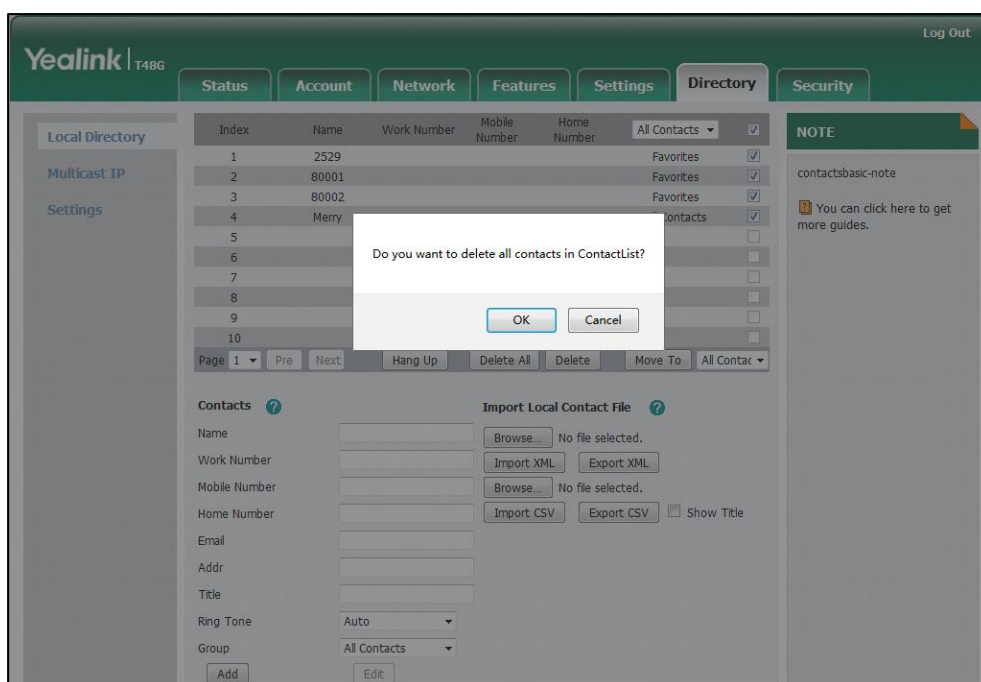 Log Out
Yealink T48G
Status Account Network Features Settings Directory Security
Local Directory
Multicast IP
Settings
Index Name Work Number Mobile Number Home Number All Contacts
1 2529 Favorites
2 80001 Favorites
3 80002 Favorites
4 Merry Contacts
5
6
7
8
9
10
Do you want to delete all contacts in ContactList?
OK Cancel
Page 1 Pre Next Hang Up Delete All Delete Move To All Contac
Contacts
Name
Work Number
Mobile Number
Home Number
Email
Addr
Title
Ring Tone Auto
Group All Contacts
Add Edit
Import Local Contact File
Browse... No file selected.
Import XML Export XML
Browse... No file selected.
Import CSV Export CSV Show Title
NOTE
contactsbasic-note
You can click here to get
more guides.